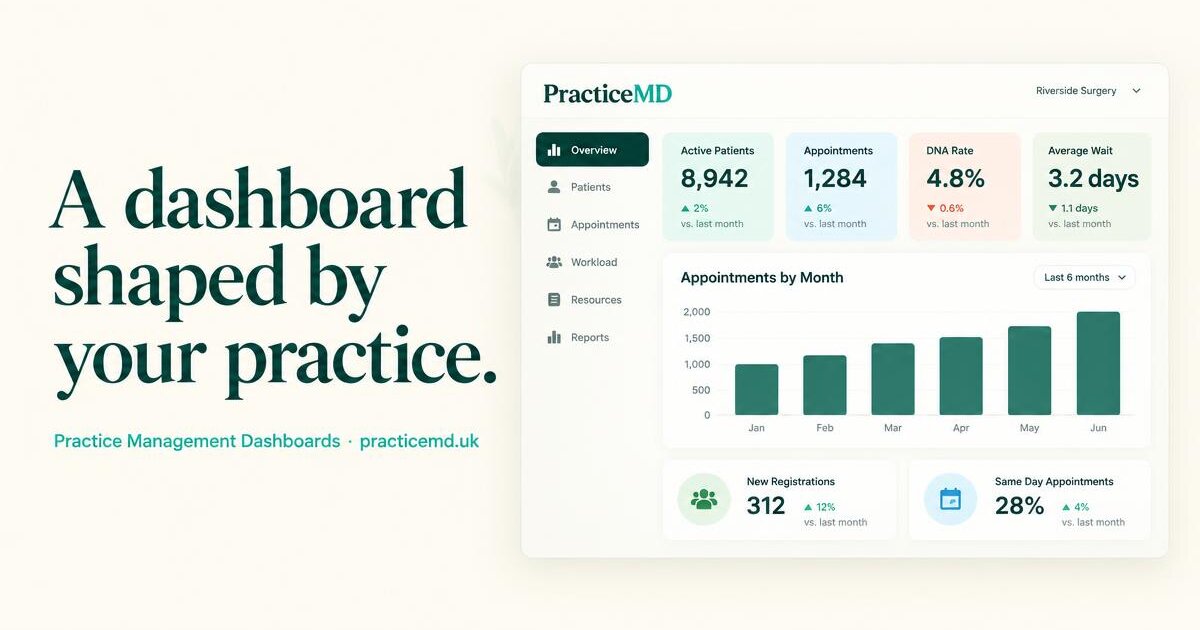 A dashboard
shaped by
your practice.
Practice Management Dashboards · practicemd.uk
PracticeMD
Riverside Surgery
Overview
Patients
Appointments
Workload
Resources
Reports
Active Patients
8,942
▲ 2%
vs. last month
Appointments
1,284
▲ 6%
vs. last month
DNA Rate
4.8%
▼ 0.6%
vs. last month
Average Wait
3.2 days
▼ 1.1 days
vs. last month
Appointments by Month
Last 6 months
2,000
1,500
1,000
500
0
Jan Feb Mar Apr May Jun
New Registrations
312 ▲ 12%
vs. last month
Same Day Appointments
28% ▲ 4%
vs. last month